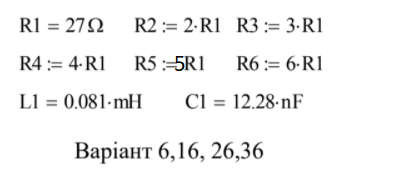 R1 = 27Ω R2 := 2·R1 R3 := 3·R1
R4 := 4·R1 R5 :=5R1 R6 := 6·R1
L1 = 0.081·mH C1 = 12.28·nF
Варіант 6,16, 26,36